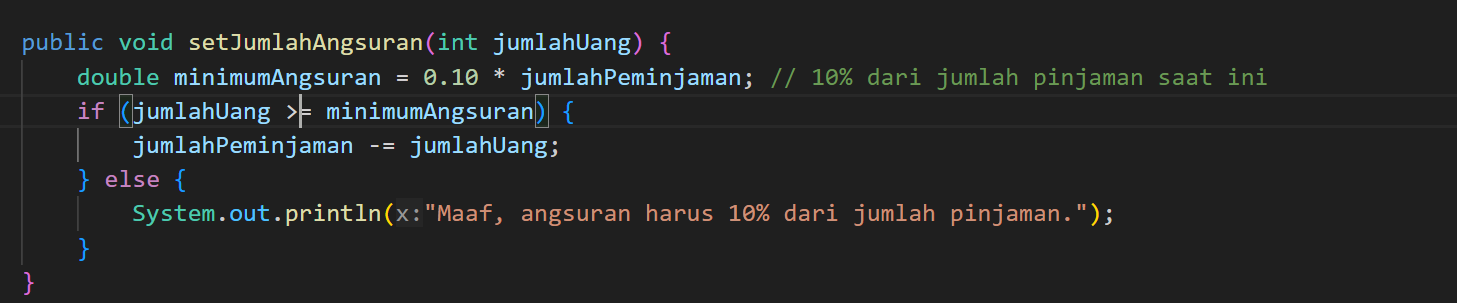 public void setJumlahAngsuran(int jumlahUang) {
    double minimumAngsuran = 0.10 * jumlahPeminjaman; // 10% dari jumlah pinjaman saat ini
    if (jumlahUang >= minimumAngsuran) {
        jumlahPeminjaman -= jumlahUang;
    } else {
        System.out.println(x:"Maaf, angsuran harus 10% dari jumlah pinjaman.");
    }
}